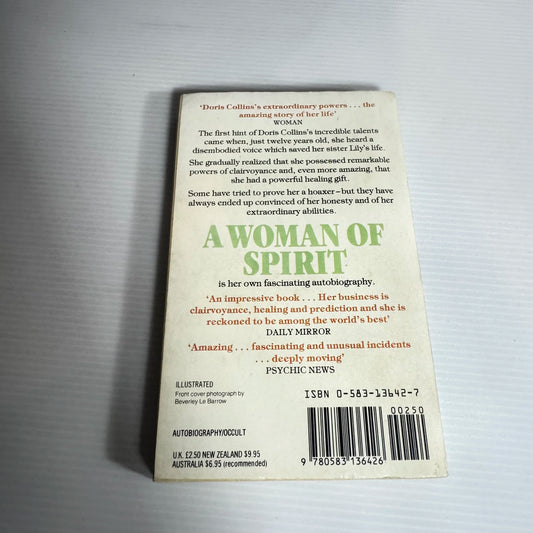 ‘Doris Collins's extraordinary powers . . . the
amazing story of her life’
WOMAN
The first hint of Doris Collins's incredible talents
came when, just twelve years old, she heard a
disembodied voice which saved her sister Lily's life.
She gradually realized that she possessed remarkable
powers of clairvoyance and, even more amazing, that
she had a powerful healing gift.
Some have tried to prove her a hoaxer – but they have
always ended up convinced of her honesty and of her
extraordinary abilities.
A WOMAN OF
SPIRIT
is her own fascinating autobiography.
‘An impressive book . . . Her business is
clairvoyance, healing and prediction and she is
reckoned to be among the world's best’
DAILY MIRROR
‘Amazing . . . fascinating and unusual incidents
. . . deeply moving’
PSYCHIC NEWS
ILLUSTRATED
Front cover photograph by
Beverley Le Barrow
ISBN 0-583-13642-7
00250
AUTOBIOGRAPHY/OCCULT
U.K. £2.50 NEW ZEALAND $9.95
AUSTRALIA $6.95 (recommended)
9 780583 136426